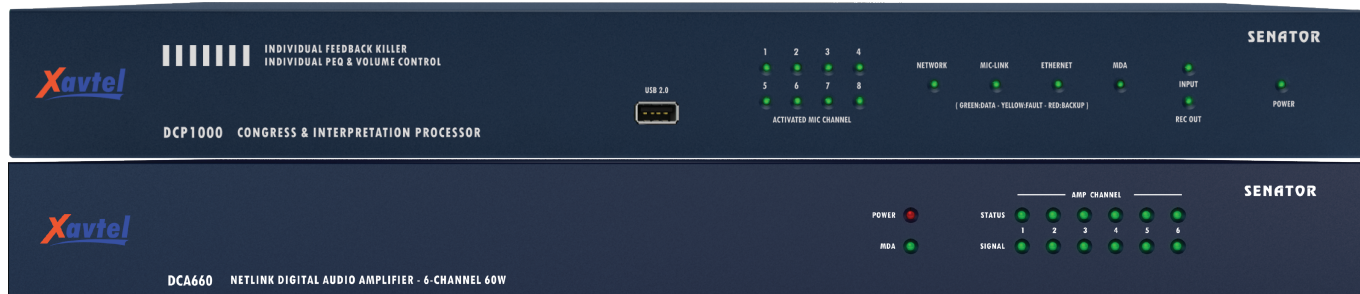 SENATOR
INDIVIDUAL FEEDBACK KILLER
INDIVIDUAL PEQ & VOLUME CONTROL
Xavtel
USB 2.0
1 2 3 4
5 6 7 8
ACTIVATED MIC CHANNEL
NETWORK MIC-LINK ETHERNET MDA
( GREEN:DATA - YELLOW:FAULT - RED:BACKUP )
INPUT
REC OUT
POWER
DCP1000 CONGRESS & INTERPRETATION PROCESSOR
SENATOR
Xavtel
AMP CHANNEL
POWER
STATUS
1 2 3 4 5 6
MDA
SIGNAL
DCA660 NETLINK DIGITAL AUDIO AMPLIFIER - 6-CHANNEL 60W